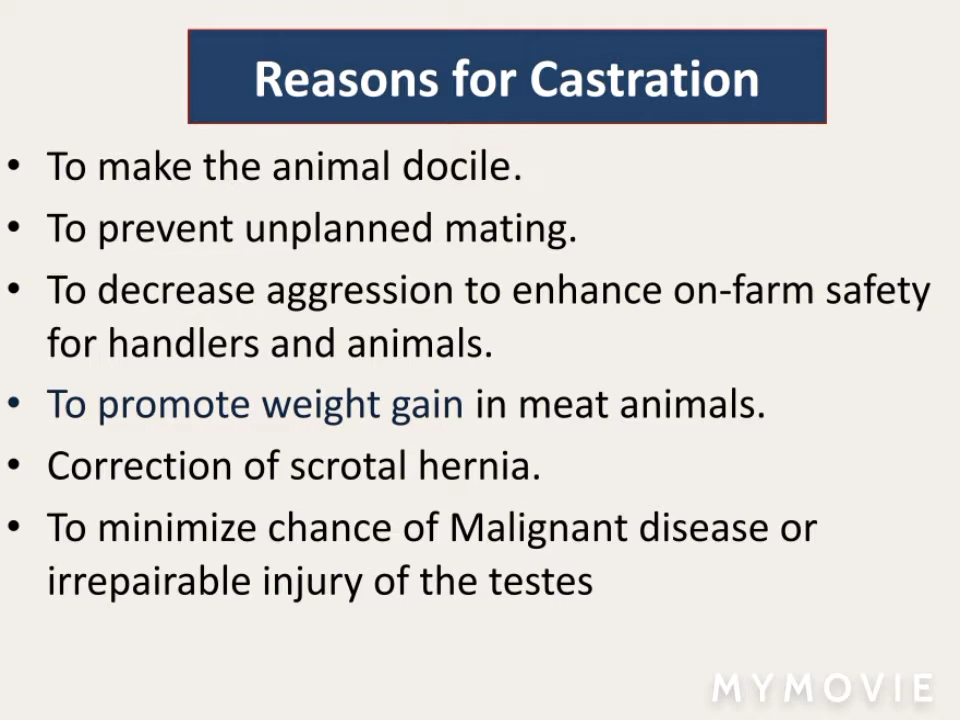 Reasons for Castration
• To make the animal docile.
• To prevent unplanned mating.
• To decrease aggression to enhance on-farm safety
for handlers and animals.
• To promote weight gain in meat animals.
• Correction of scrotal hernia.
• To minimize chance of Malignant disease or
irrepairable injury of the testes
MYMOVIE